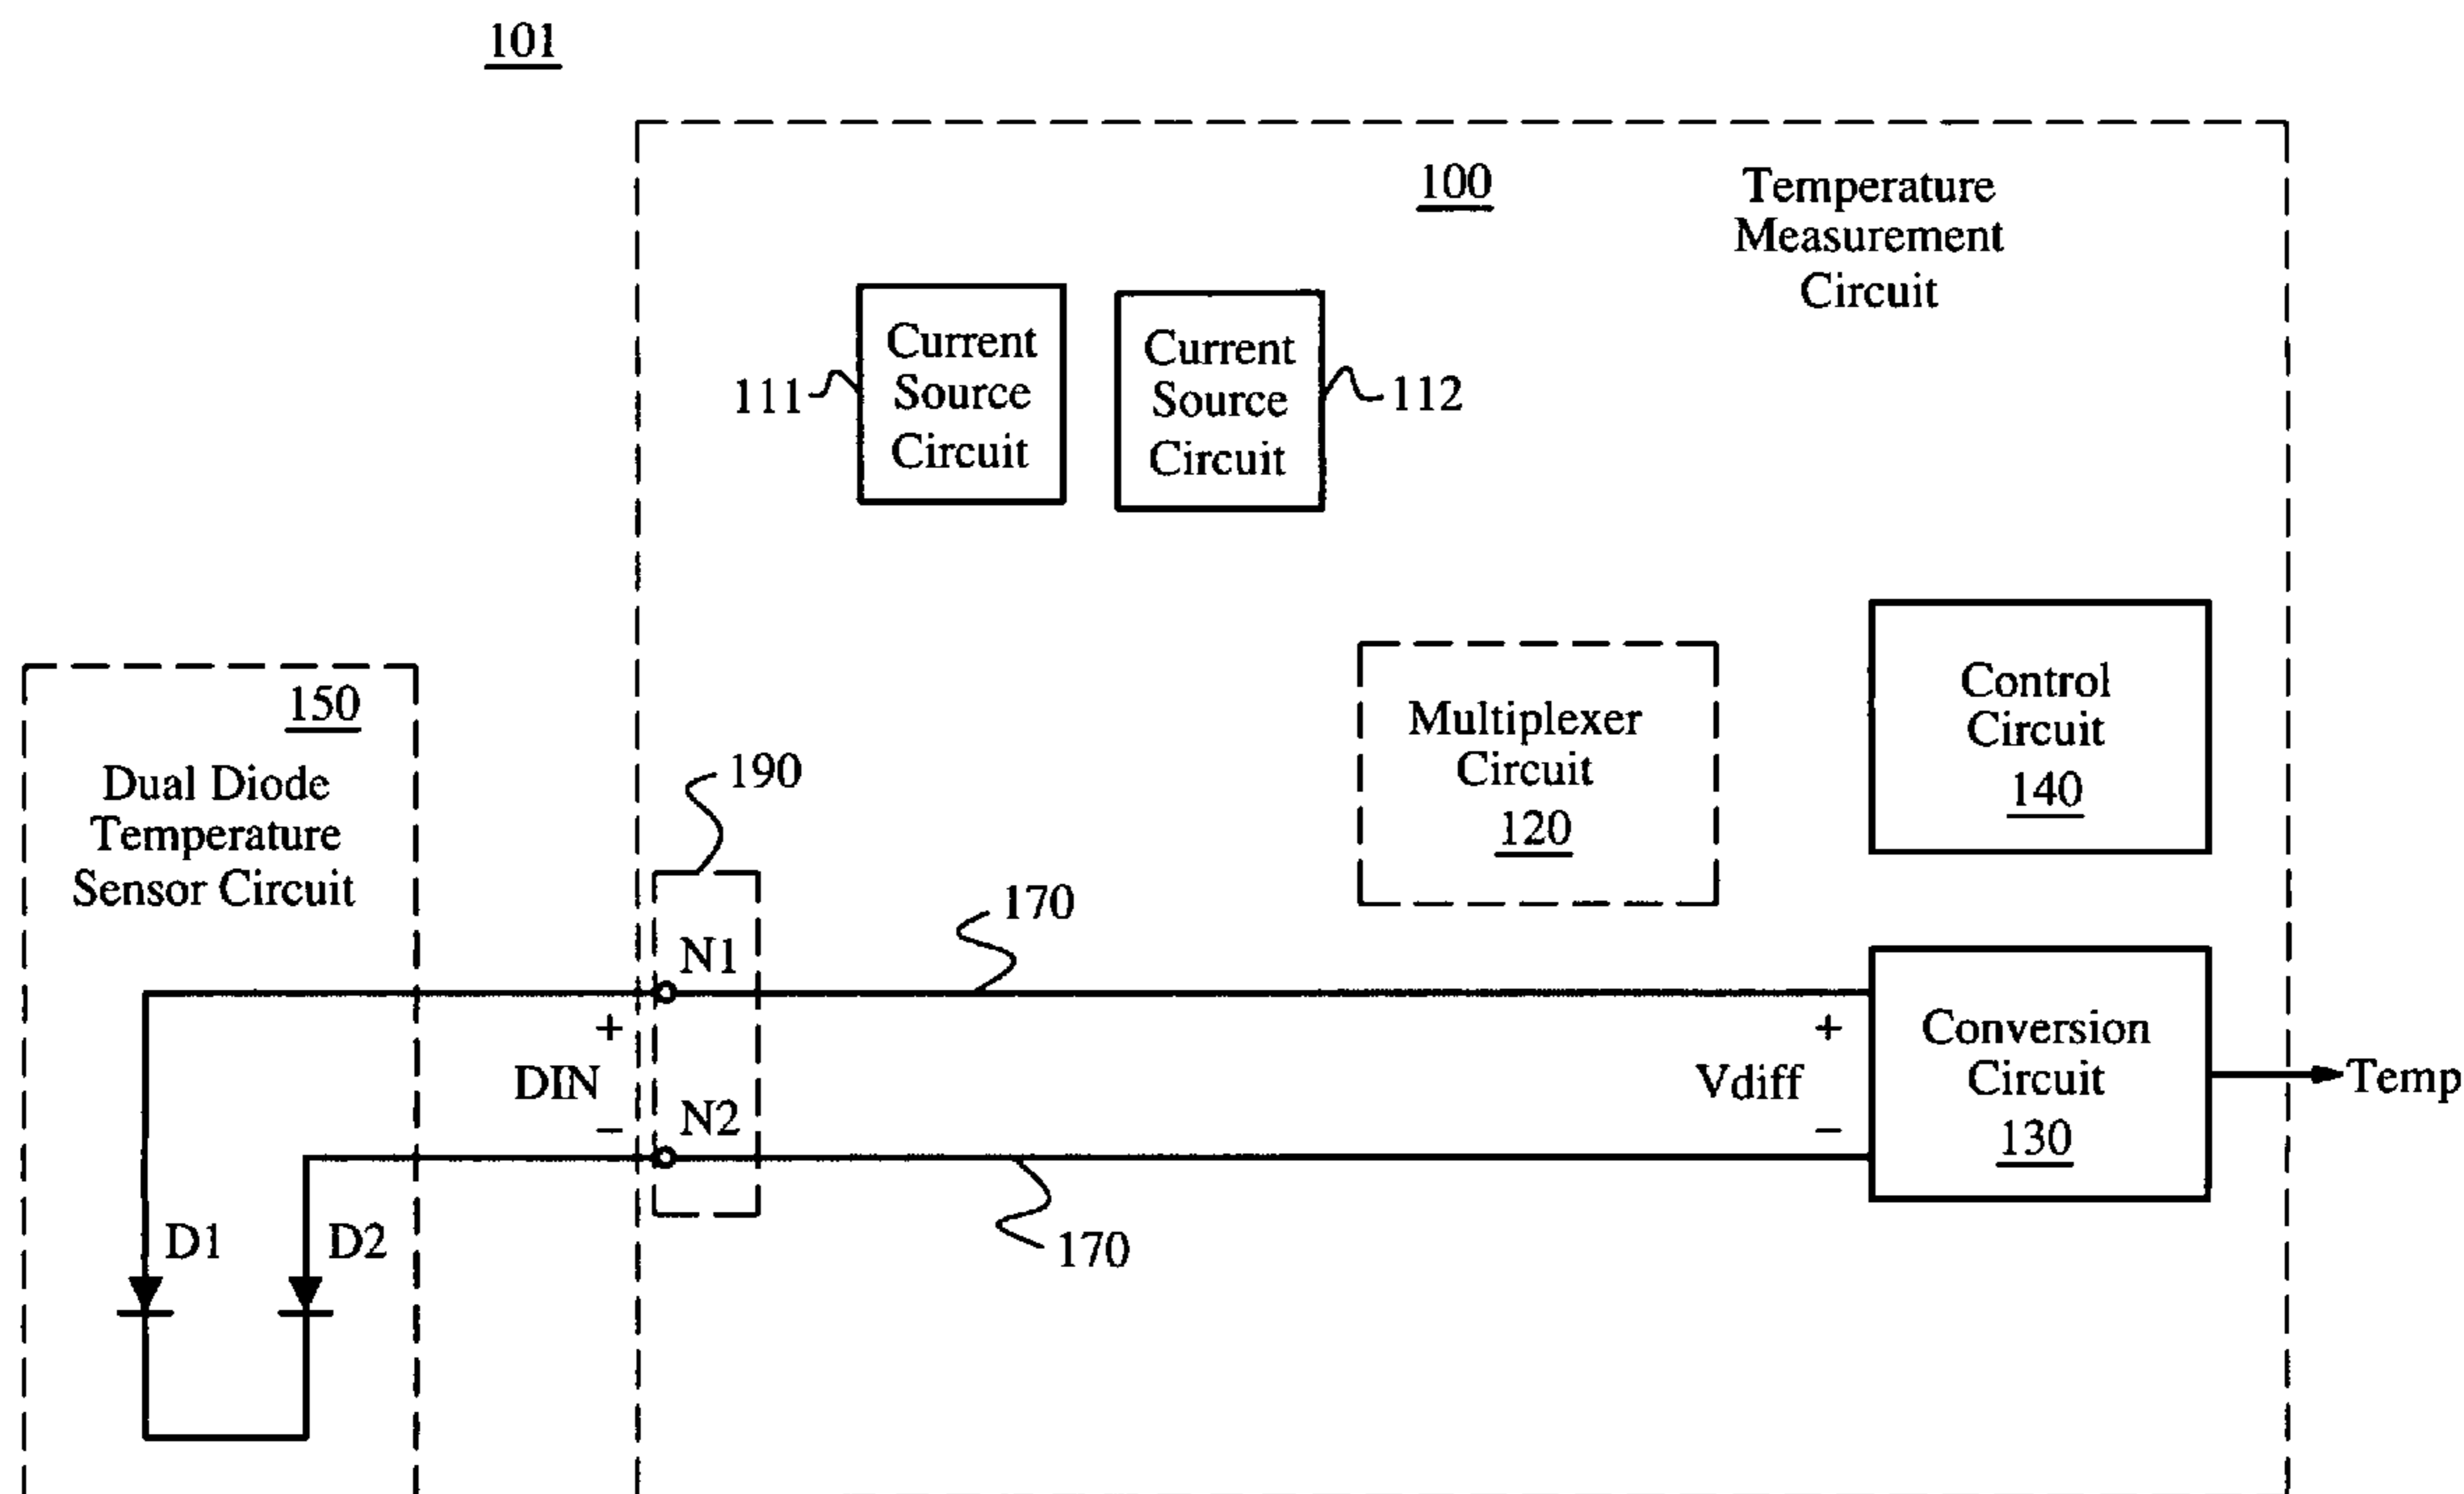 101
100
Temperature
Measurement
Circuit
Current
Source
Circuit
111
Current
Source
Circuit
112
150
Dual Diode
Temperature
Sensor Circuit
190
Multiplexer
Circuit
120
Control
Circuit
140
170
N1
+
DIN
−
N2
+
Vdiff
−
Conversion
Circuit
130
Temp
170
D1
D2